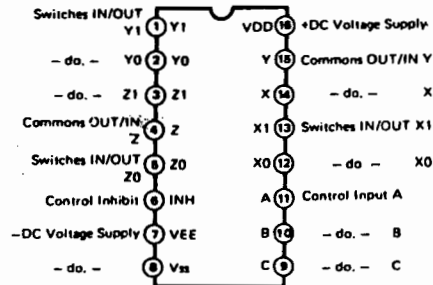 Switches IN/OUT Y1 1 Y1 VDD 16 +DC Voltage Supply
- do. - Y0 2 Y0 Y 15 Commons OUT/IN Y
- do. - Z1 3 Z1 X 14 - do. - X
Commons OUT/IN Z 4 Z X1 13 Switches IN/OUT X1
Switches IN/OUT Z0 5 Z0 X0 12 - do - X0
Control Inhibit 6 INH A 11 Control Input A
-DC Voltage Supply 7 VEE B 10 - do. - B
- do. - 8 Vss C 9 - do. - C